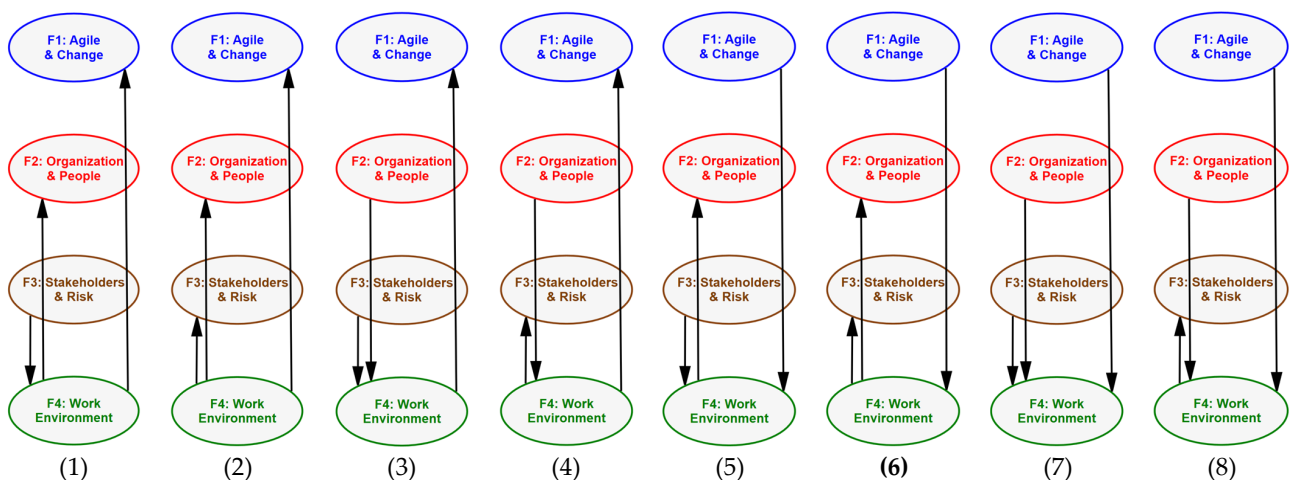 F1: Agile
& Change
F1: Agile
& Change
F1: Agile
& Change
F1: Agile
& Change
F1: Agile
& Change
F1: Agile
& Change
F1: Agile
& Change
F1: Agile
& Change
F2: Organization
& People
F2: Organization
& People
F2: Organization
& People
F2: Organization
& People
F2: Organization
& People
F2: Organization
& People
F2: Organization
& People
F2: Organization
& People
F3: Stakeholders
& Risk
F3: Stakeholders
& Risk
F3: Stakeholders
& Risk
F3: Stakeholders
& Risk
F3: Stakeholders
& Risk
F3: Stakeholders
& Risk
F3: Stakeholders
& Risk
F3: Stakeholders
& Risk
F4: Work
Environment
F4: Work
Environment
F4: Work
Environment
F4: Work
Environment
F4: Work
Environment
F4: Work
Environment
F4: Work
Environment
F4: Work
Environment
(1) (2) (3) (4) (5) (6) (7) (8)